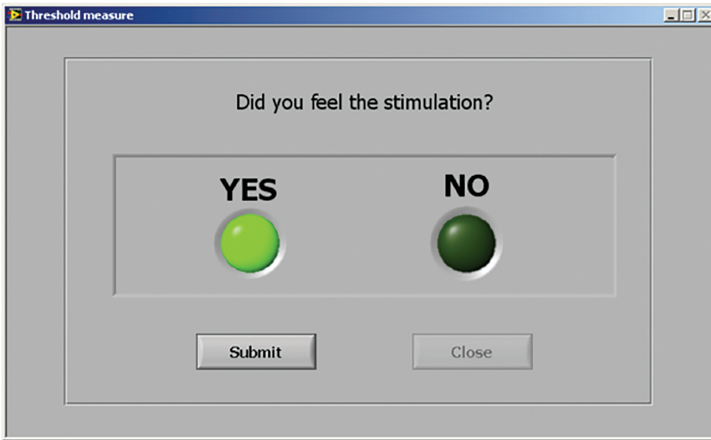 Threshold measure
Did you feel the stimulation?
YES NO
Submit Close